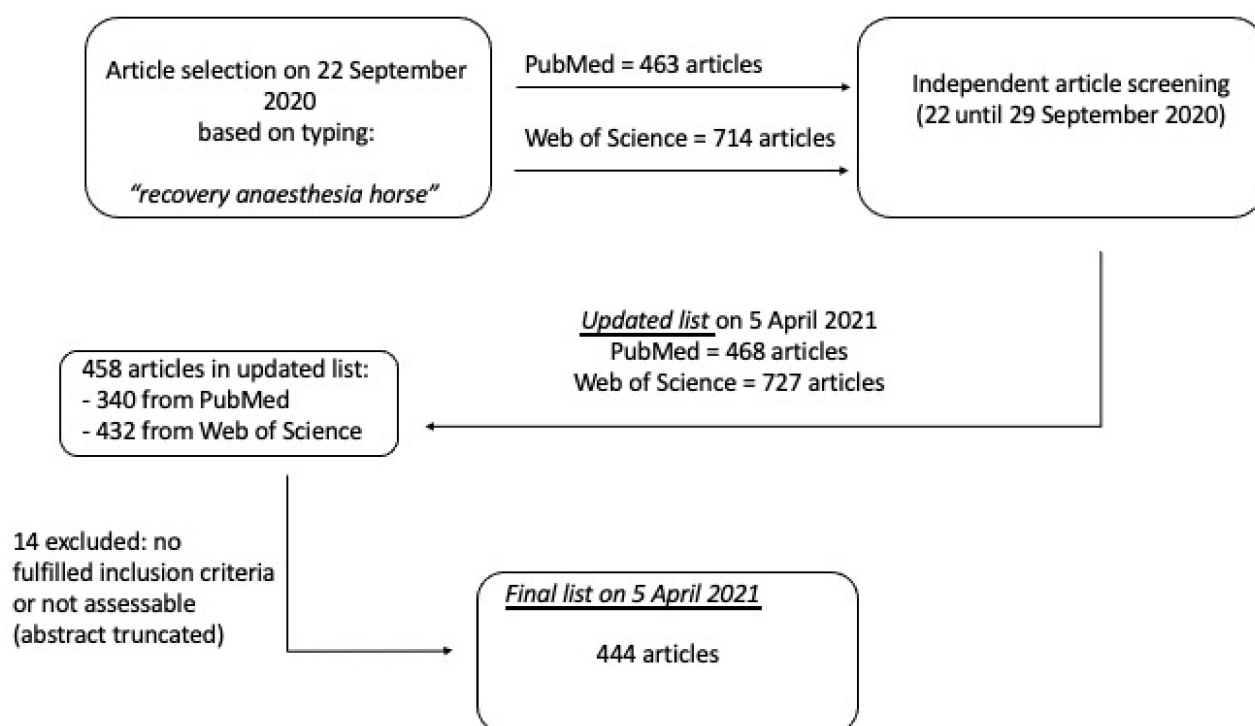 Article selection on 22 September
2020
based on typing:
“recovery anaesthesia horse”
PubMed = 463 articles
Web of Science = 714 articles
Independent article screening
(22 until 29 September 2020)
Updated list on 5 April 2021
PubMed = 468 articles
Web of Science = 727 articles
458 articles in updated list:
- 340 from PubMed
- 432 from Web of Science
14 excluded: no
fulfilled inclusion criteria
or not assessable
(abstract truncated)
Final list on 5 April 2021
444 articles